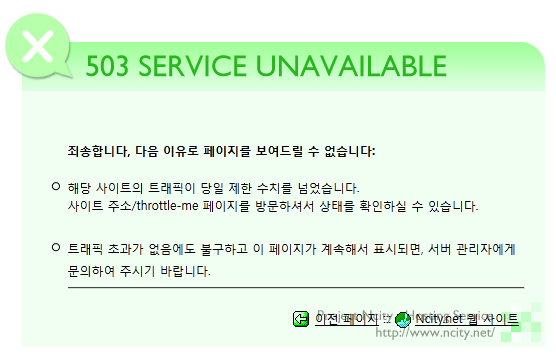 503 SERVICE UNAVAILABLE
죄송합니다, 다음 이유로 페이지를 보여드릴 수 없습니다:
해당 사이트의 트래픽이 당일 제한 수치를 넘었습니다.
사이트 주소/throttle-me 페이지를 방문하셔서 상태를 확인하실 수 있습니다.
트래픽 초과가 없음에도 불구하고 이 페이지가 계속해서 표시되면, 서버 관리자에게
문의하여 주시기 바랍니다.
이전 페이지 :: Ncity.net 웹 사이트
Project Ncity Hosting Service
http://www.ncity.net/